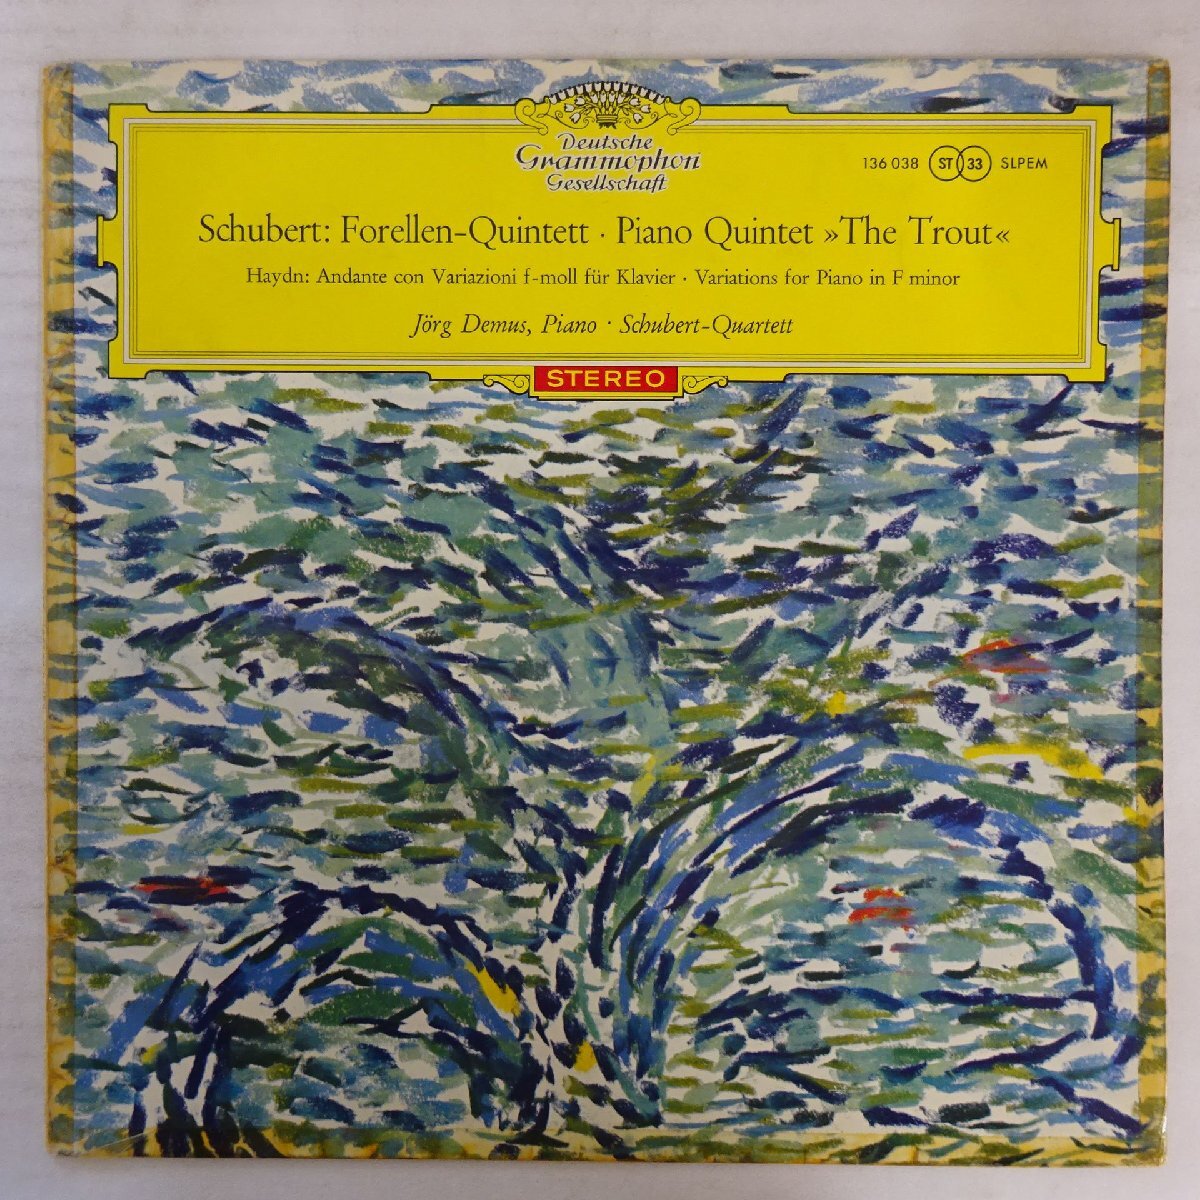 Deutsche
Grammophon
Gesellschaft
136 038 ST 33 SLPEM
Schubert: Forellen-Quintett · Piano Quintet »The Trout«
Haydn: Andante con Variazioni f-moll für Klavier · Variations for Piano in F minor
Jörg Demus, Piano · Schubert-Quartett
STEREO